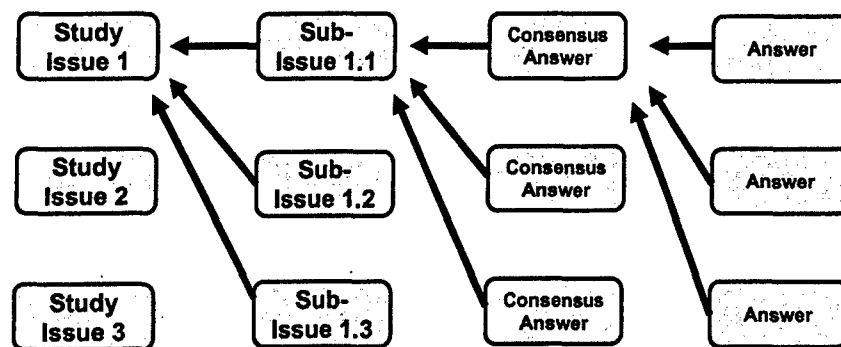 Study
Issue 1
Sub-
Issue 1.1
Consensus
Answer
Answer
Study
Issue 2
Sub-
Issue 1.2
Consensus
Answer
Answer
Study
Issue 3
Sub-
Issue 1.3
Consensus
Answer
Answer